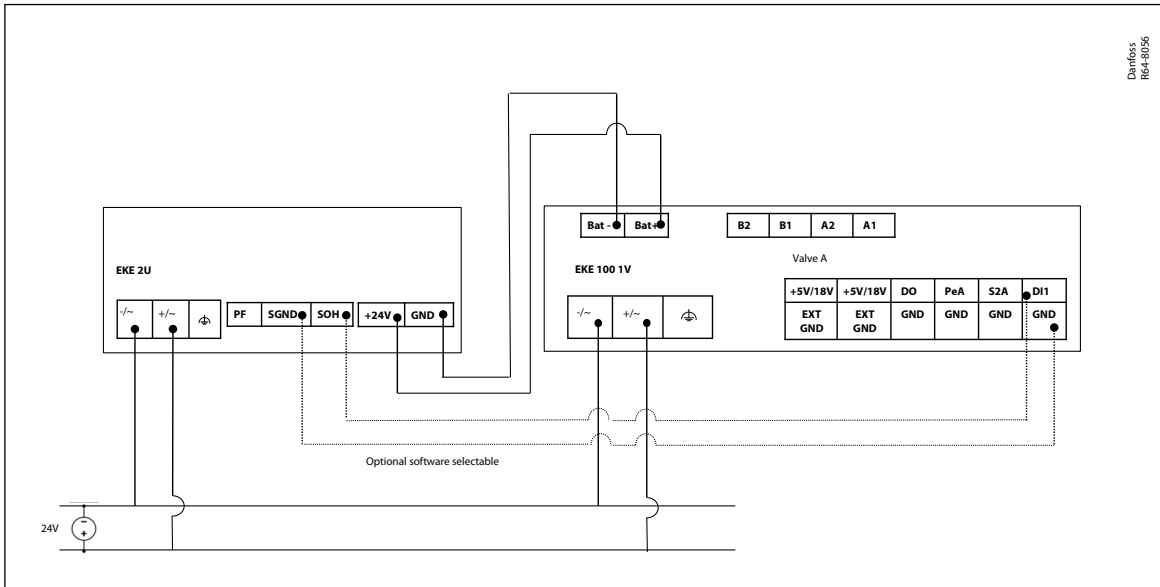 Danfoss
R64-8056
Bat - Bat+
B2 B1 A2 A1
Valve A
EKE 2U
EKE 100 1V
-/~ +/~
PF SGND SOH
+24V GND
-/~ +/~
+5V/18V +5V/18V DO PeA S2A DI1
EXT GND EXT GND GND GND GND GND
Optional software selectable
24V
- 
+